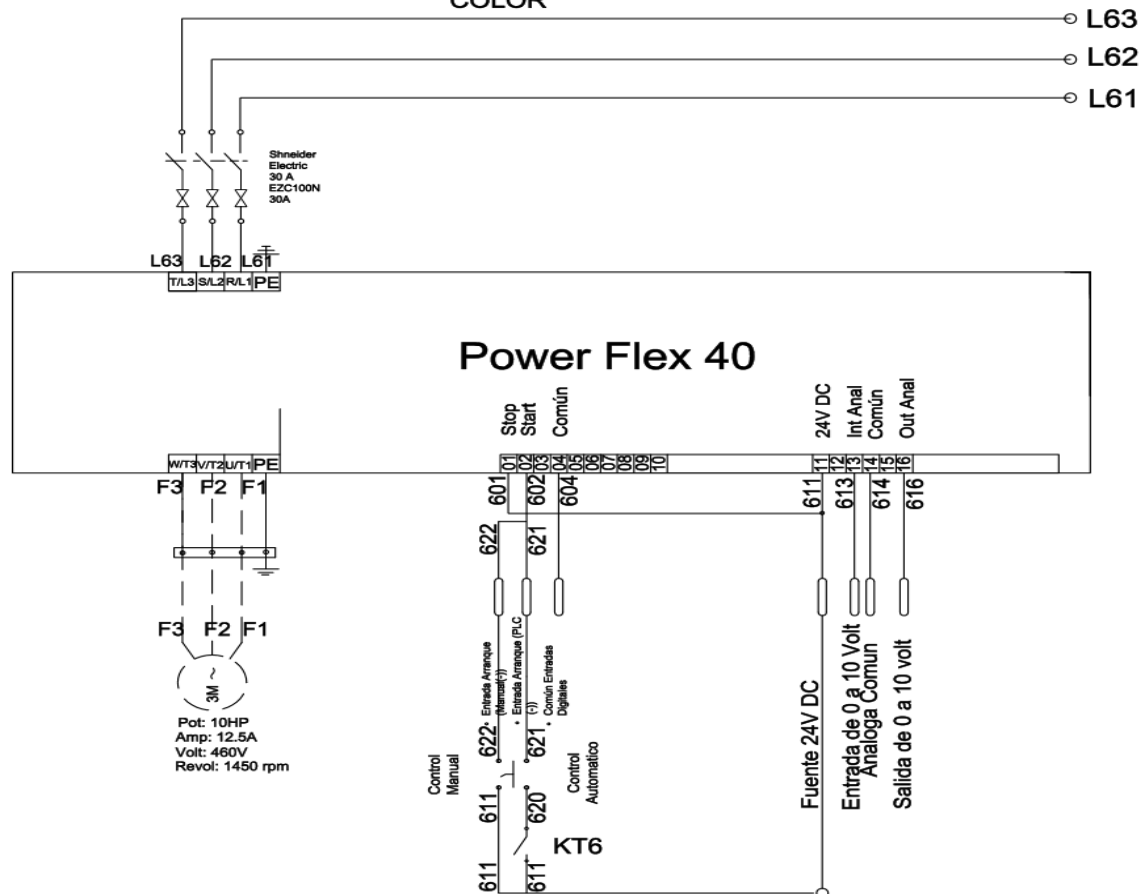 COLOR
L63
L62
L61
Shneider
Electric
30 A
EZC100N
30A
L63 L62 L61
T/L3 S/L2 R/L1 PE
Power Flex 40
Stop
Start
Común
24V DC
Int Anal
Común
Out Anal
W/T3 V/T2 U/T1 PE
01 02 03 04 05 06 07 08 09 10
11 12 13 14 15 16
F3 F2 F1
601 602 604
611 613 614 616
622 621
F3 F2 F1
3M ~
Pot: 10HP
Amp: 12.5A
Volt: 460V
Revol: 1450 rpm
• Entrada Arranque
(Manual(-))
• Entrada Arranque (PLC
(-))
• Común Entradas
Digitales
622 621
Control
Manual
Control
Automatico
611 620
KT6
611 611
Fuente 24V DC
Entrada de 0 a 10 Volt
Analoga Comun
Salida de 0 a 10 volt